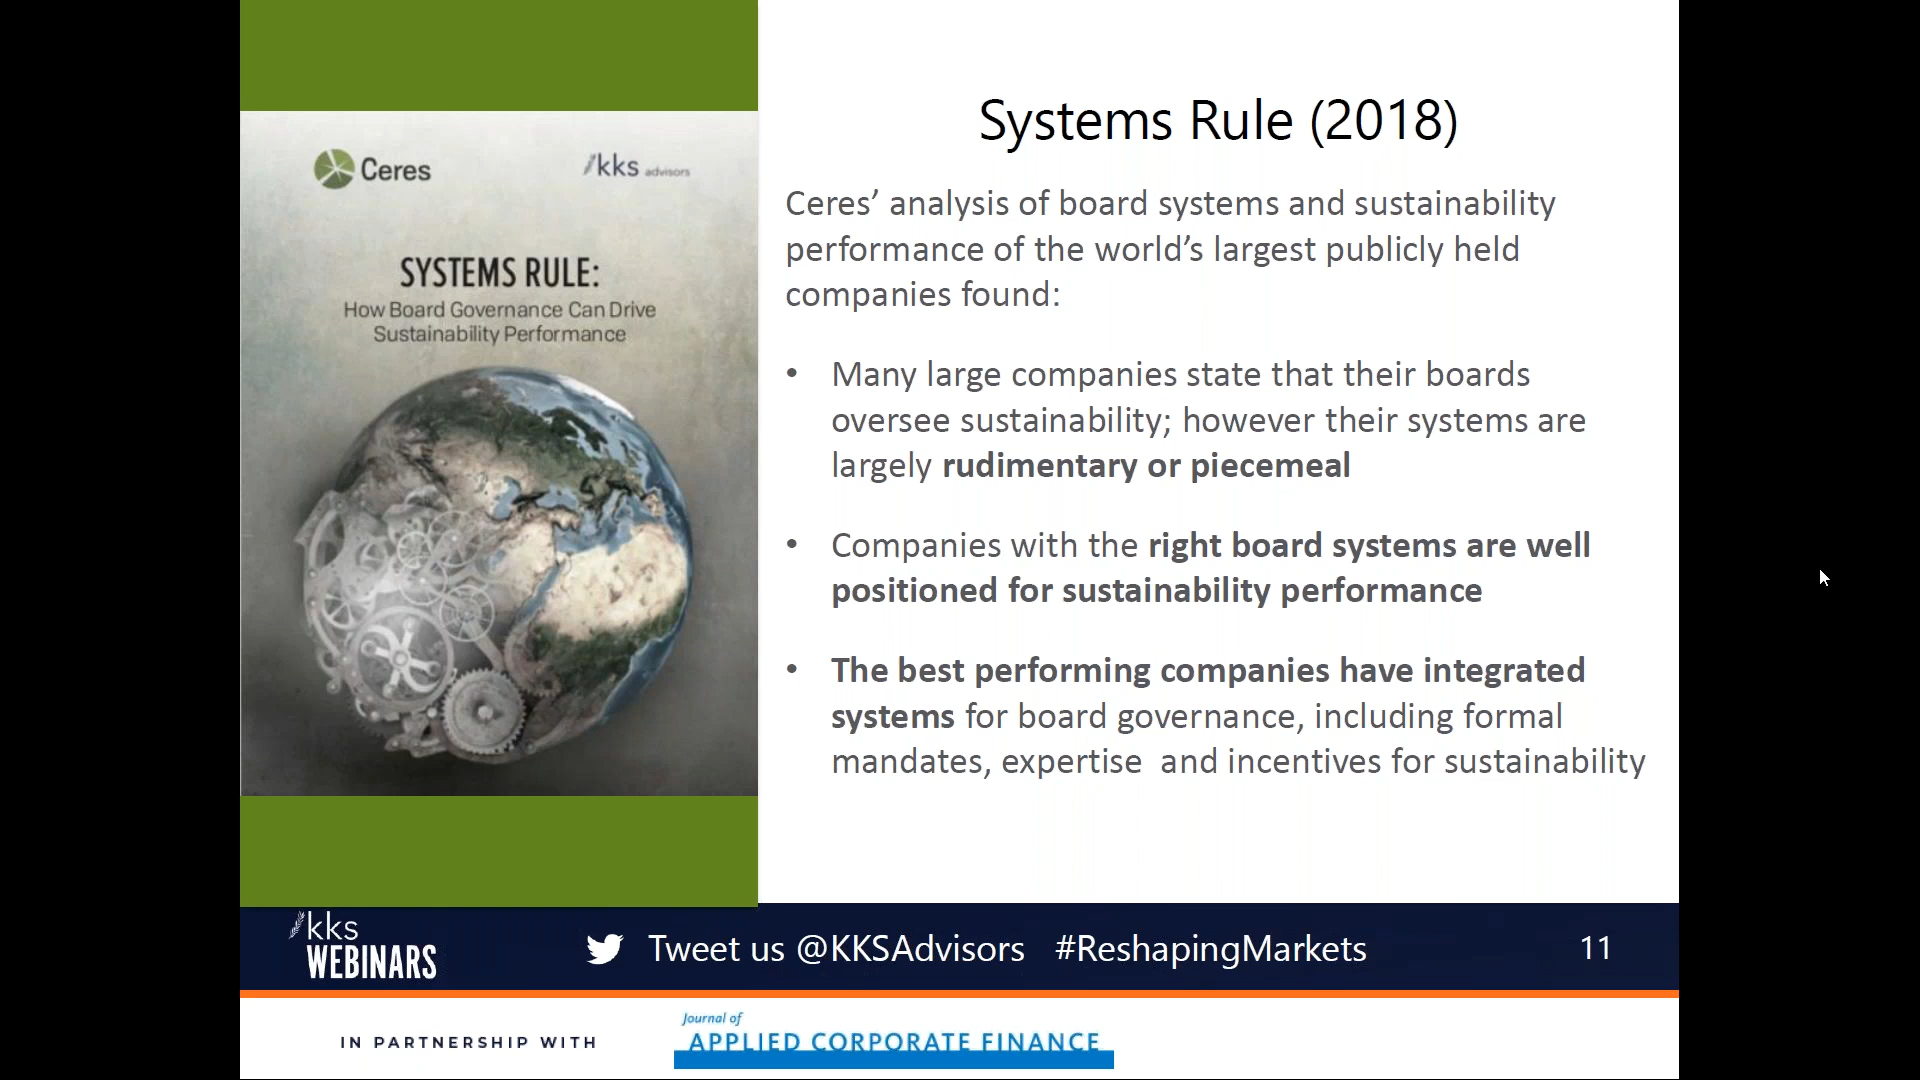 Ceres
kks advisors
SYSTEMS RULE:
How Board Governance Can Drive
Sustainability Performance
Systems Rule (2018)
Ceres’ analysis of board systems and sustainability
performance of the world’s largest publicly held
companies found:
• Many large companies state that their boards
oversee sustainability; however their systems are
largely rudimentary or piecemeal
• Companies with the right board systems are well
positioned for sustainability performance
• The best performing companies have integrated
systems for board governance, including formal
mandates, expertise  and incentives for sustainability
kks
WEBINARS
Tweet us @KKSAdvisors #ReshapingMarkets
11
IN PARTNERSHIP WITH
Journal of
APPLIED CORPORATE FINANCE